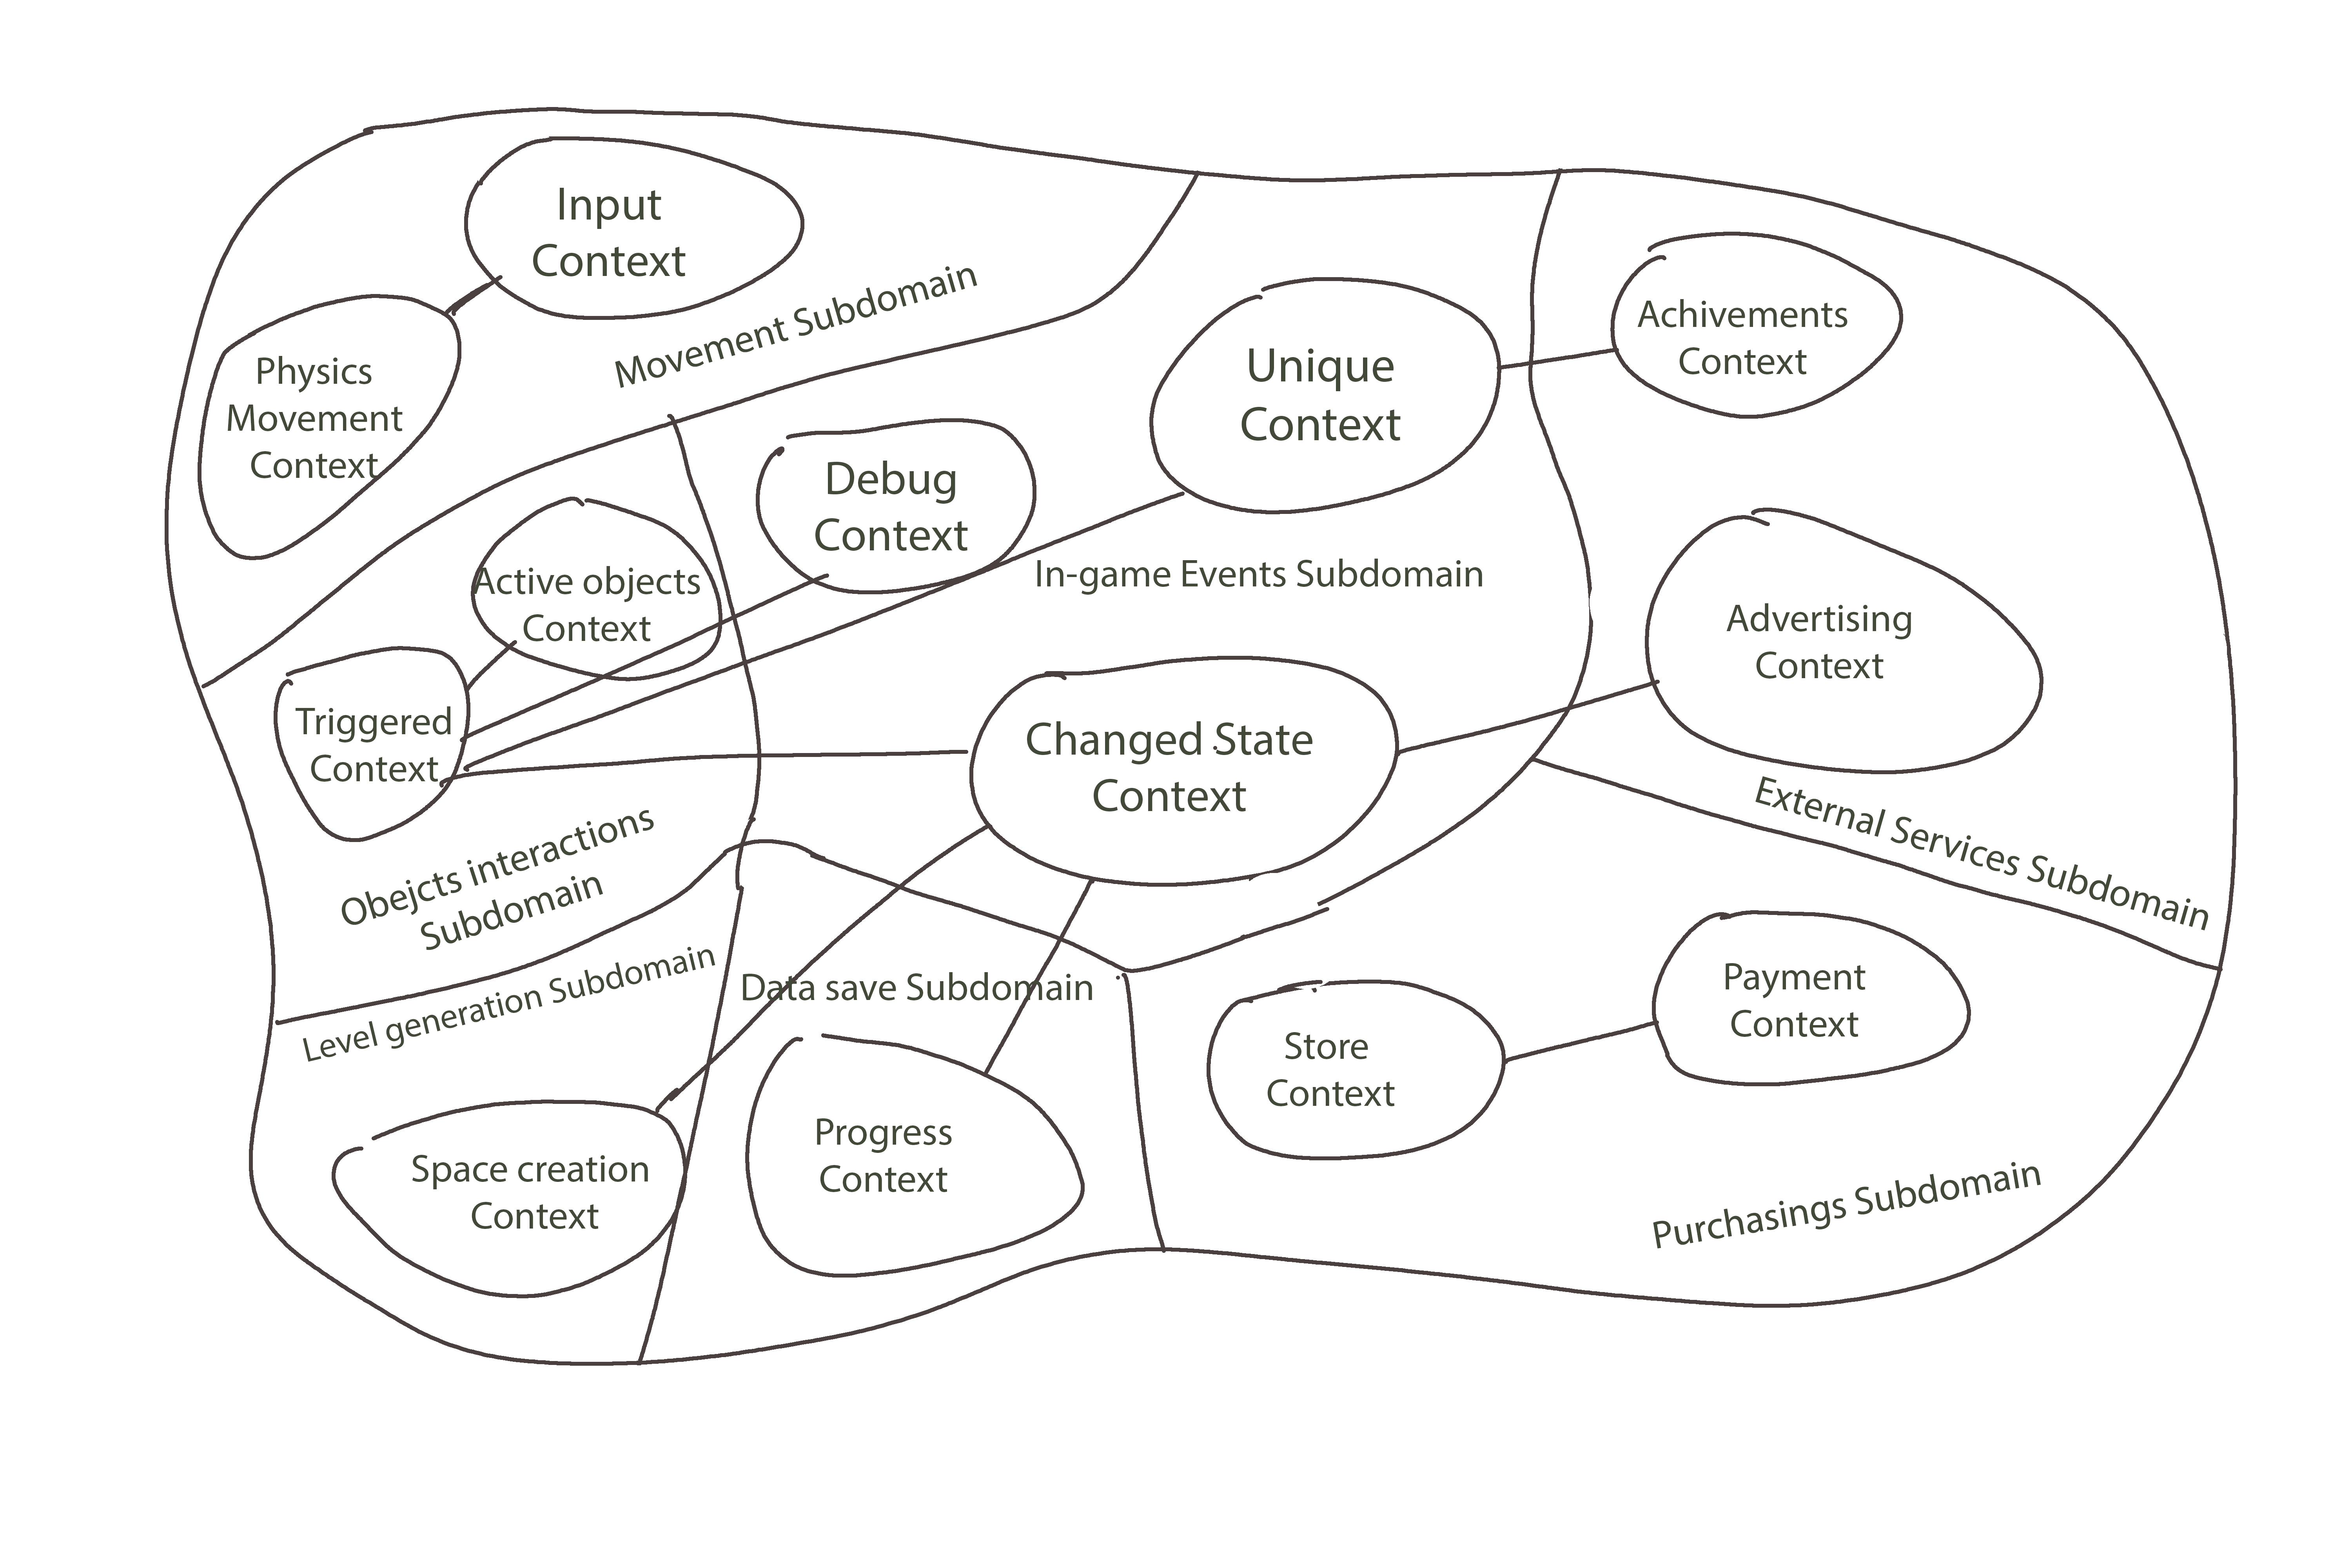 Input
Context
Physics
Movement
Context
Movement Subdomain
Unique
Context
Achivements
Context
Debug
Context
Active objects
Context
In-game Events Subdomain
Advertising
Context
Triggered
Context
Changed State
Context
External Services Subdomain
Obejcts interactions
Subdomain
Level generation Subdomain
Data save Subdomain
Payment
Context
Store
Context
Progress
Context
Space creation
Context
Purchasings Subdomain